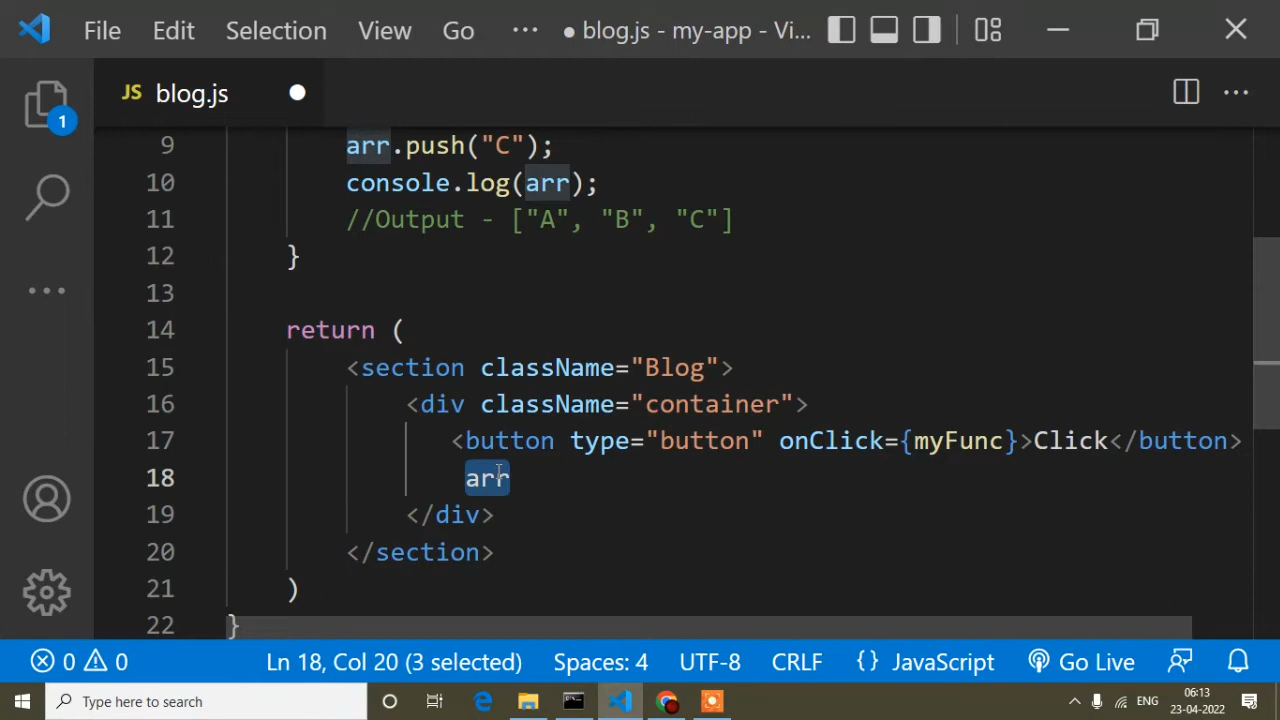 File Edit Selection View Go ··· ● blog.js - my-app - Vi...
JS blog.js ●
9 arr.push("C");
10 console.log(arr);
11 //Output - ["A", "B", "C"]
12 }
13
14 return (
15 <section className="Blog">
16 <div className="container">
17 <button type="button" onClick={myFunc}>Click</button>
18 arr
19 </div>
20 </section>
21 )
22 }
1
0 0 Ln 18, Col 20 (3 selected) Spaces: 4 UTF-8 CRLF {} JavaScript Go Live
Type here to search ENG 06:13
23-04-2022